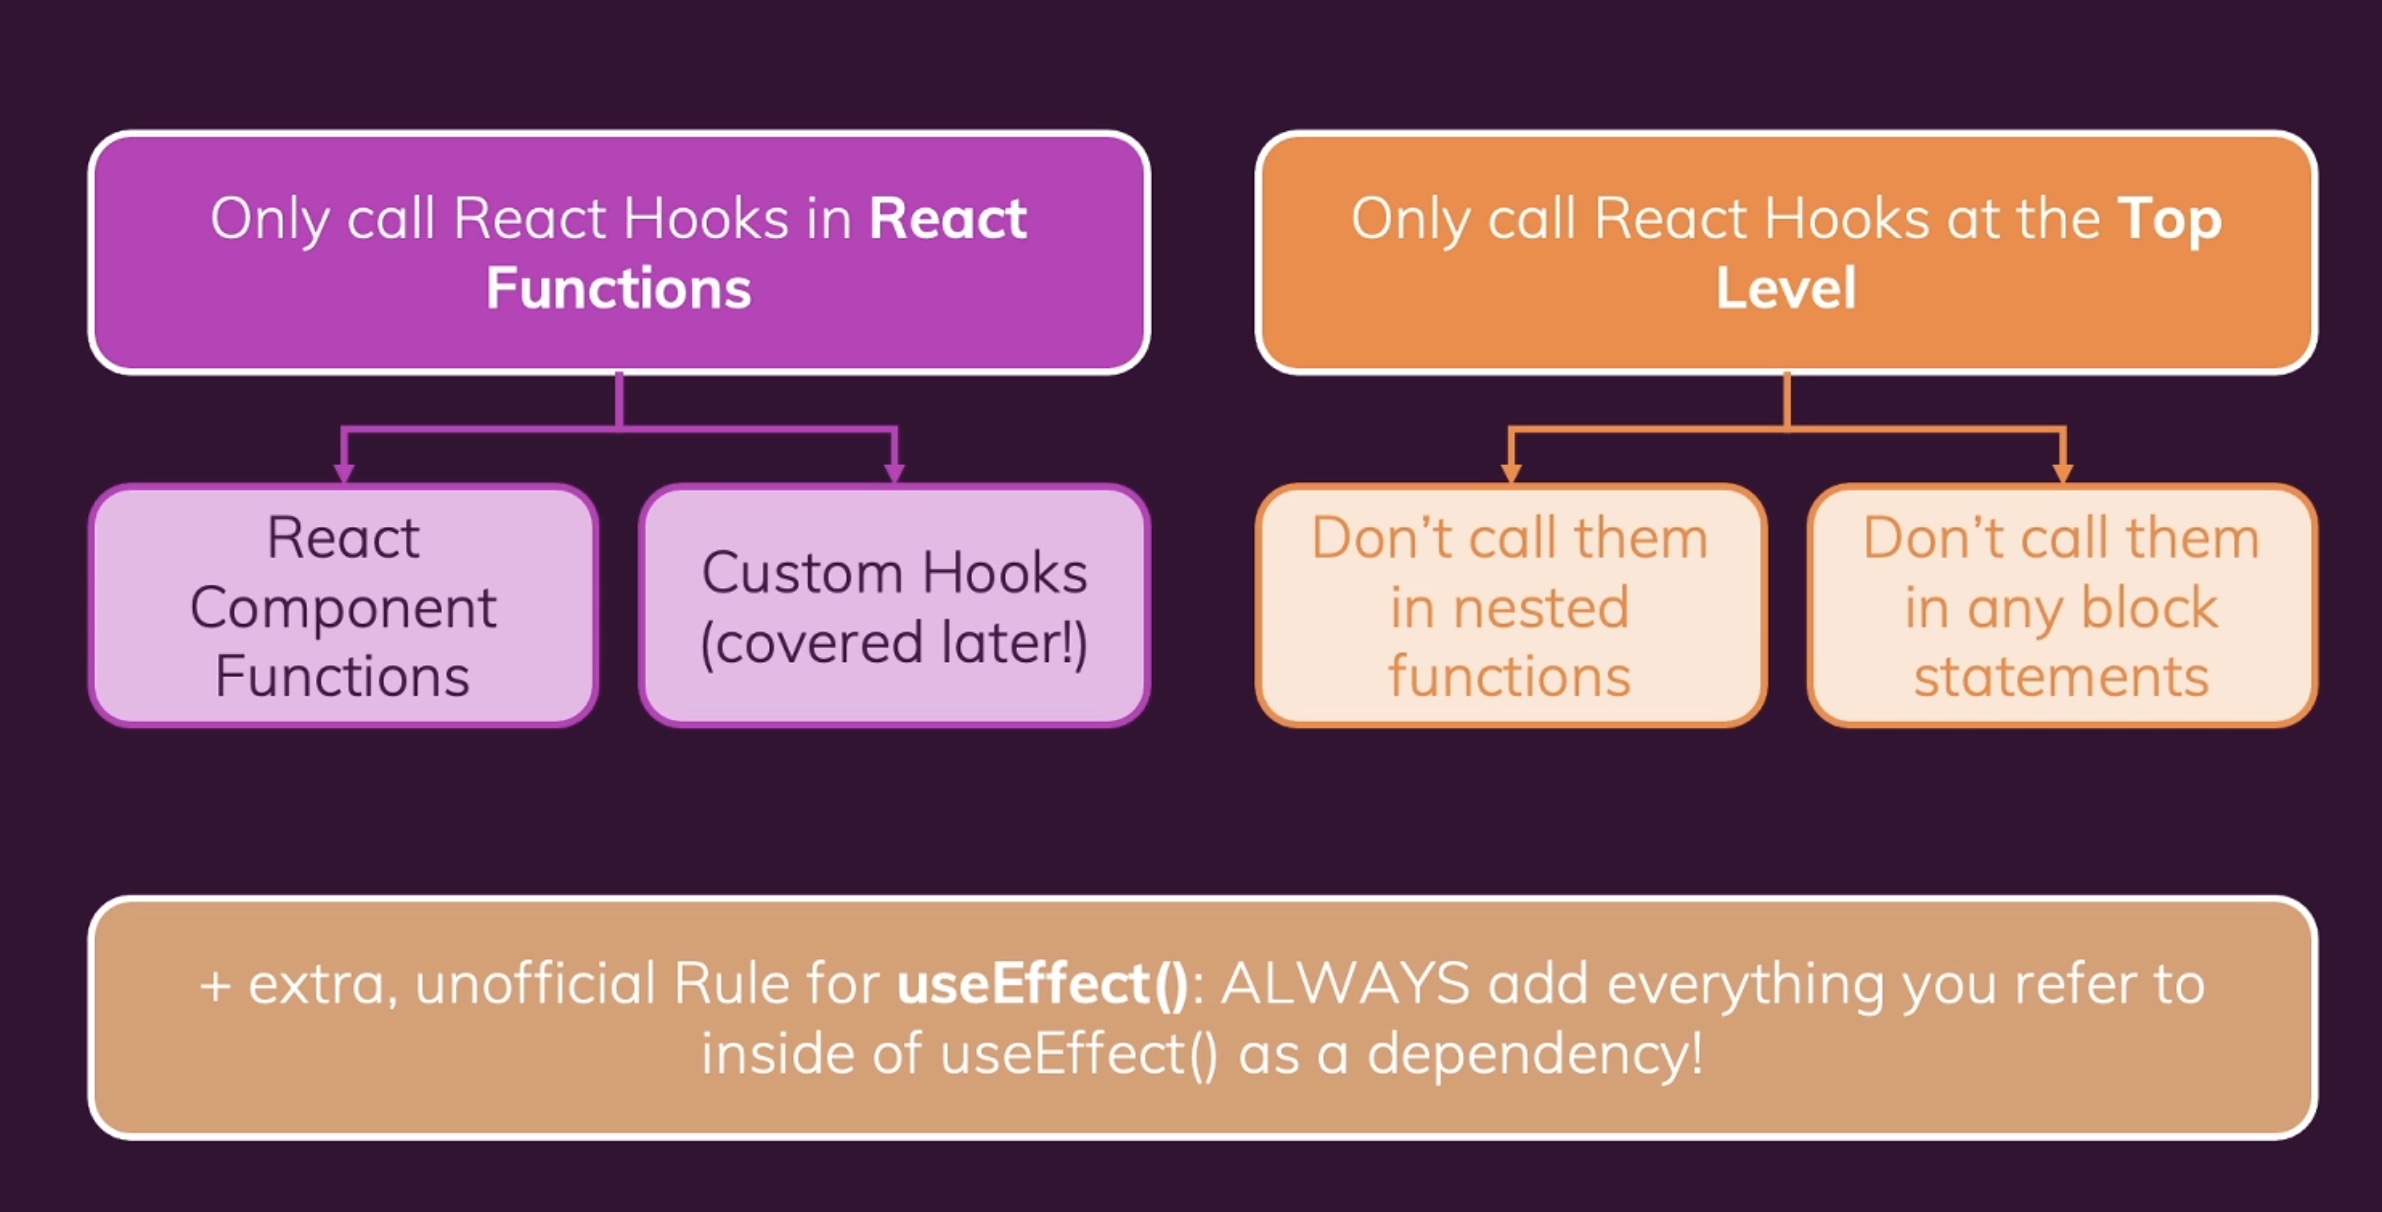 Only call React Hooks in React
Functions
Only call React Hooks at the Top
Level
React
Component
Functions
Custom Hooks
(covered later!)
Don’t call them
in nested
functions
Don’t call them
in any block
statements
+ extra, unofficial Rule for useEffect(): ALWAYS add everything you refer to
inside of useEffect() as a dependency!